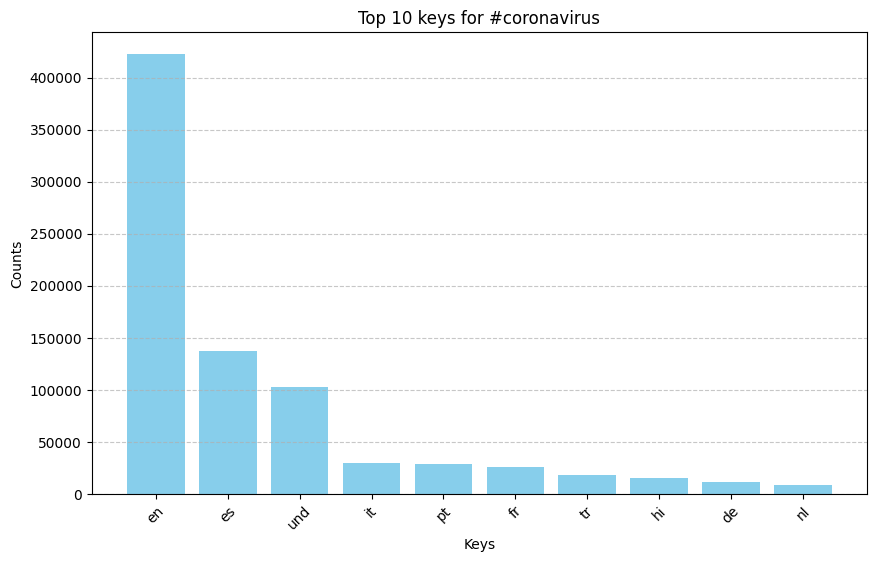 Top 10 keys for #coronavirus
Counts
400000
350000
300000
250000
200000
150000
100000
50000
0
en es und it pt fr tr hi de nl
Keys